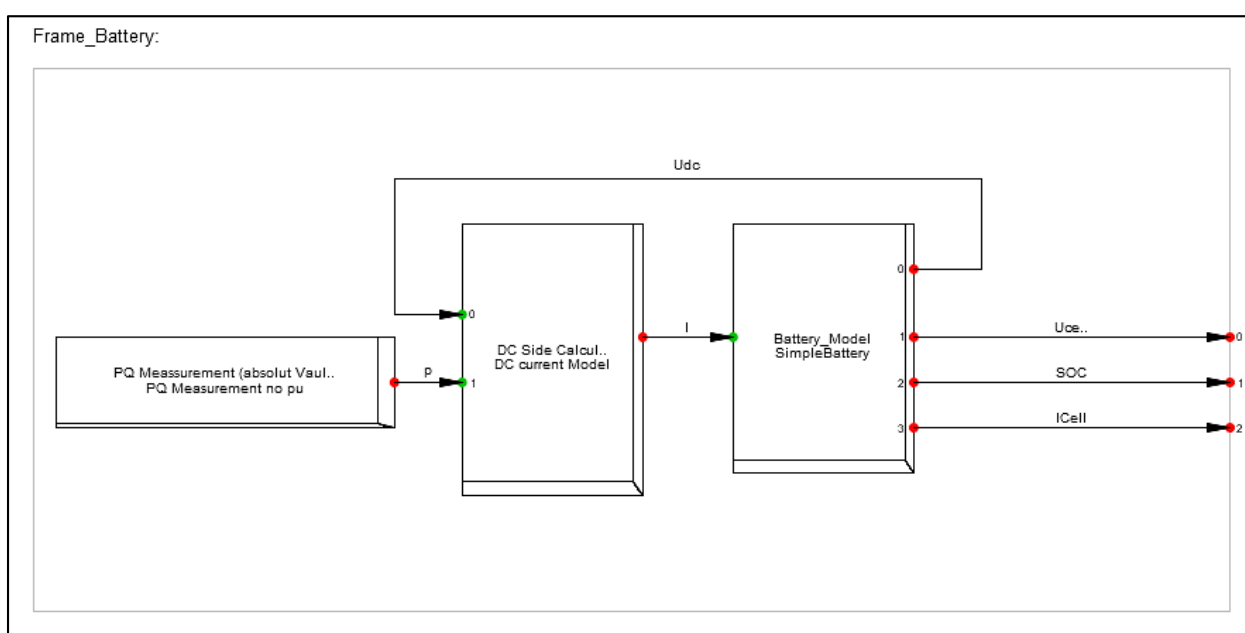 Frame_Battery:
Udc
0
0
I
1
Uce..
0
DC Side Calcul..
DC current Model
Battery_Model
SimpleBattery
PQ Meassurement (absolut Vaul..
PQ Measurement no pu
p
1
2
SOC
1
3
ICell
2